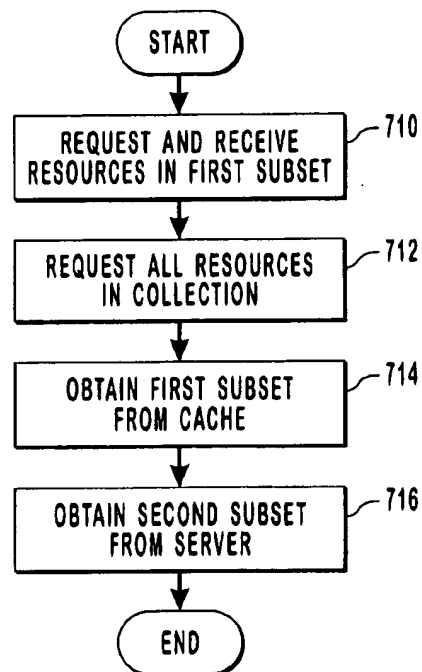 START
REQUEST AND RECEIVE
RESOURCES IN FIRST SUBSET
710
REQUEST ALL RESOURCES
IN COLLECTION
712
OBTAIN FIRST SUBSET
FROM CACHE
714
OBTAIN SECOND SUBSET
FROM SERVER
716
END